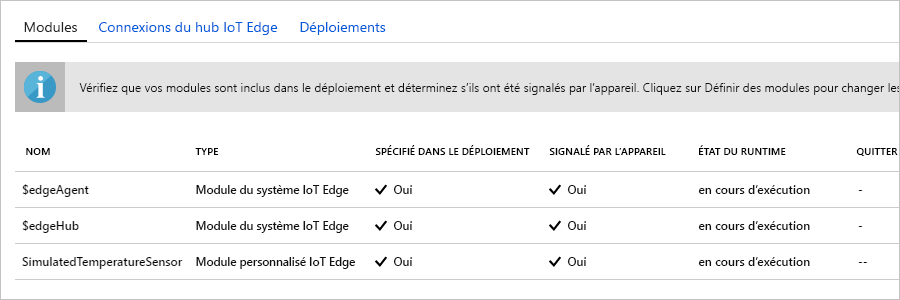 Modules Connexions du hub IoT Edge Déploiements
Vérifiez que vos modules sont inclus dans le déploiement et déterminez s'ils ont été signalés par l'appareil. Cliquez sur Définir des modules pour changer les
NOM TYPE SPÉCIFIÉ DANS LE DÉPLOIEMENT SIGNALÉ PAR L'APPAREIL ÉTAT DU RUNTIME QUITTER
$edgeAgent Module du système IoT Edge Oui Oui en cours d'exécution -
$edgeHub Module du système IoT Edge Oui Oui en cours d'exécution -
SimulatedTemperatureSensor Module personnalisé IoT Edge Oui Oui en cours d'exécution --